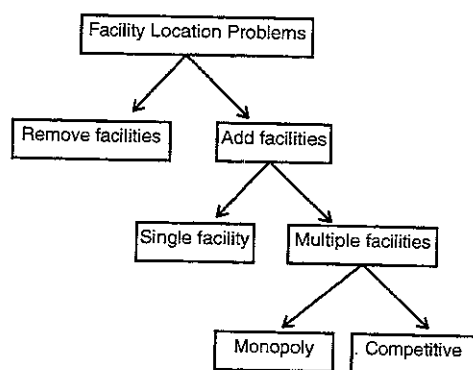 Facility Location Problems
Remove facilities
Add facilities
Single facility
Multiple facilities
Monopoly
. Competitive